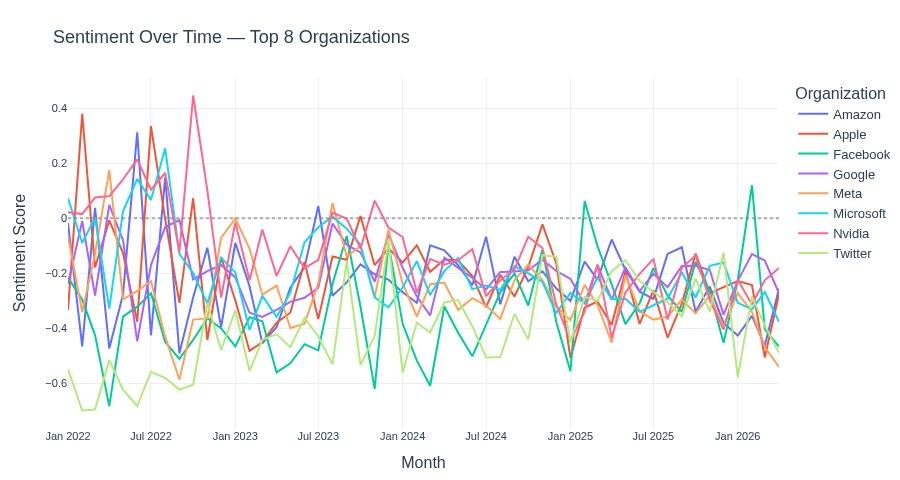 Sentiment Over Time — Top 8 Organizations
Organization
Amazon
Apple
Facebook
Google
Meta
Microsoft
Nvidia
Twitter
Sentiment Score
0.4
0.2
0
−0.2
−0.4
−0.6
Jan 2022
Jul 2022
Jan 2023
Jul 2023
Jan 2024
Jul 2024
Jan 2025
Jul 2025
Jan 2026
Month